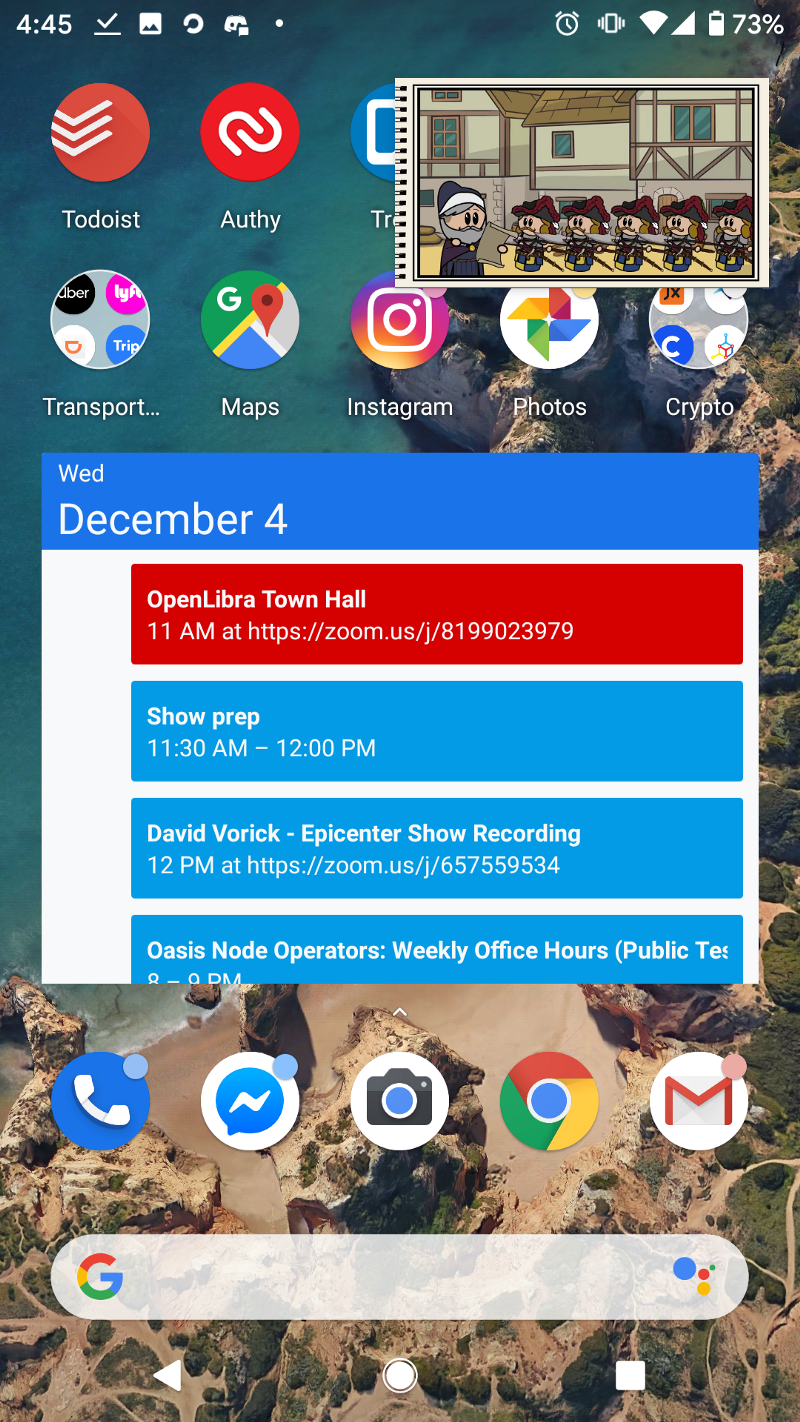 4:45
73%
Todoist
Authy
Uber
lyft
Trip
G
JX
Transport…
Maps
Instagram
Photos
Crypto
Wed
December 4
OpenLibra Town Hall
11 AM at https://zoom.us/j/8199023979
Show prep
11:30 AM – 12:00 PM
David Vorick - Epicenter Show Recording
12 PM at https://zoom.us/j/657559534
Oasis Node Operators: Weekly Office Hours (Public Tes
8 – 9 PM